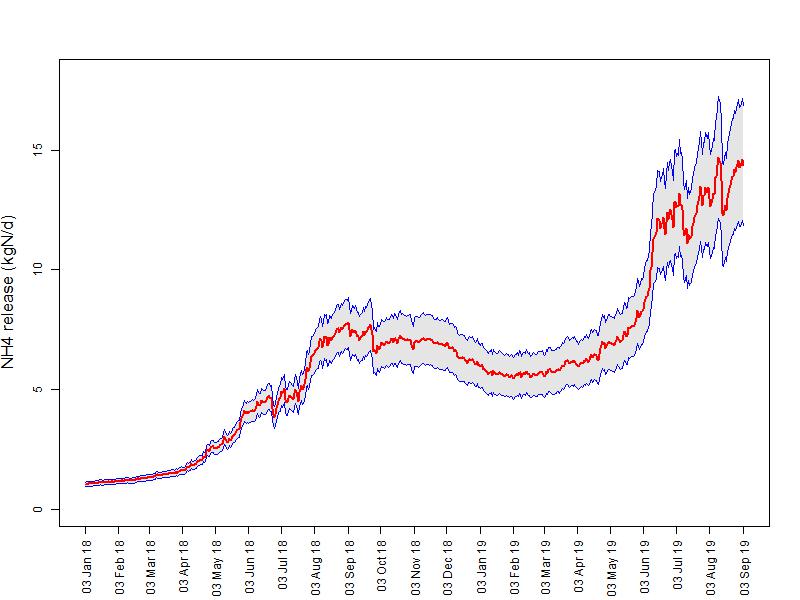 NH4 release (kgN/d)
15
10
5
0
03 Jan 18
03 Feb 18
03 Mar 18
03 Apr 18
03 May 18
03 Jun 18
03 Jul 18
03 Aug 18
03 Sep 18
03 Oct 18
03 Nov 18
03 Dec 18
03 Jan 19
03 Feb 19
03 Mar 19
03 Apr 19
03 May 19
03 Jun 19
03 Jul 19
03 Aug 19
03 Sep 19